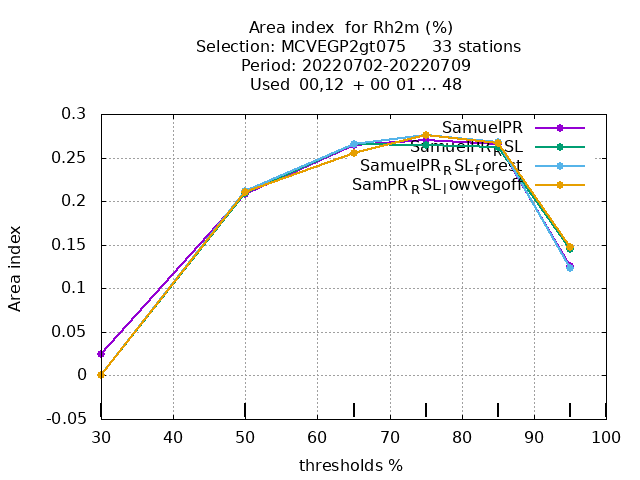 Area index  for Rh2m (%)
Selection: MCVEGP2gt075     33 stations
Period: 20220702-20220709
Used  00,12  + 00 01 ... 48
0.3
0.25
0.2
0.15
0.1
0.05
0
-0.05
Area index
SamuelPR
SamuelPR_RSL
SamuelPR_RSL_forest
SamPR_RSL_lowvegoff
30 40 50 60 70 80 90 100
thresholds %